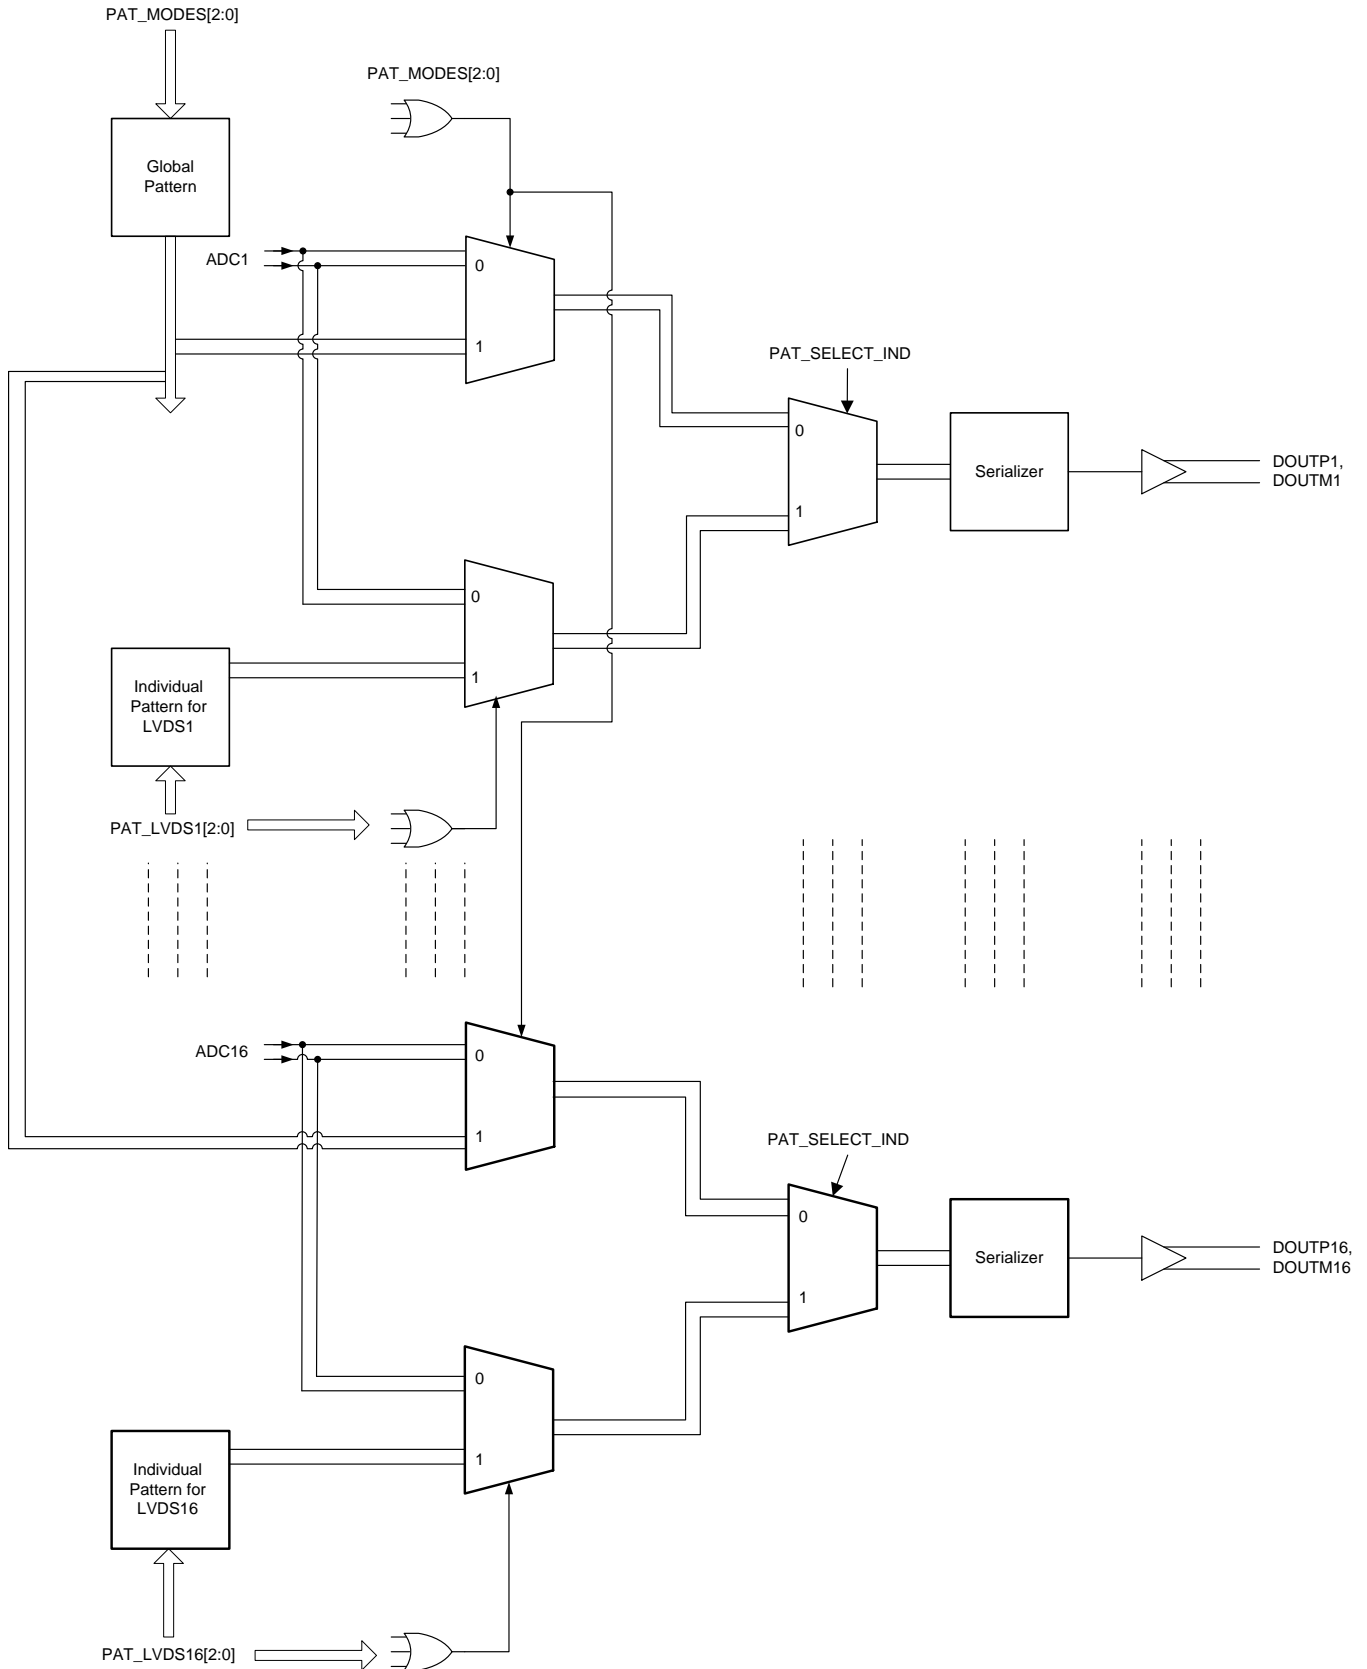 PAT_MODES[2:0]
PAT_MODES[2:0]
Global
Pattern
ADC1
0
1
PAT_SELECT_IND
0
1
Serializer
DOUTP1,
DOUTM1
0
1
Individual
Pattern for
LVDS1
PAT_LVDS1[2:0]
ADC16
0
1
PAT_SELECT_IND
0
1
Serializer
DOUTP16,
DOUTM16
0
1
Individual
Pattern for
LVDS16
PAT_LVDS16[2:0]